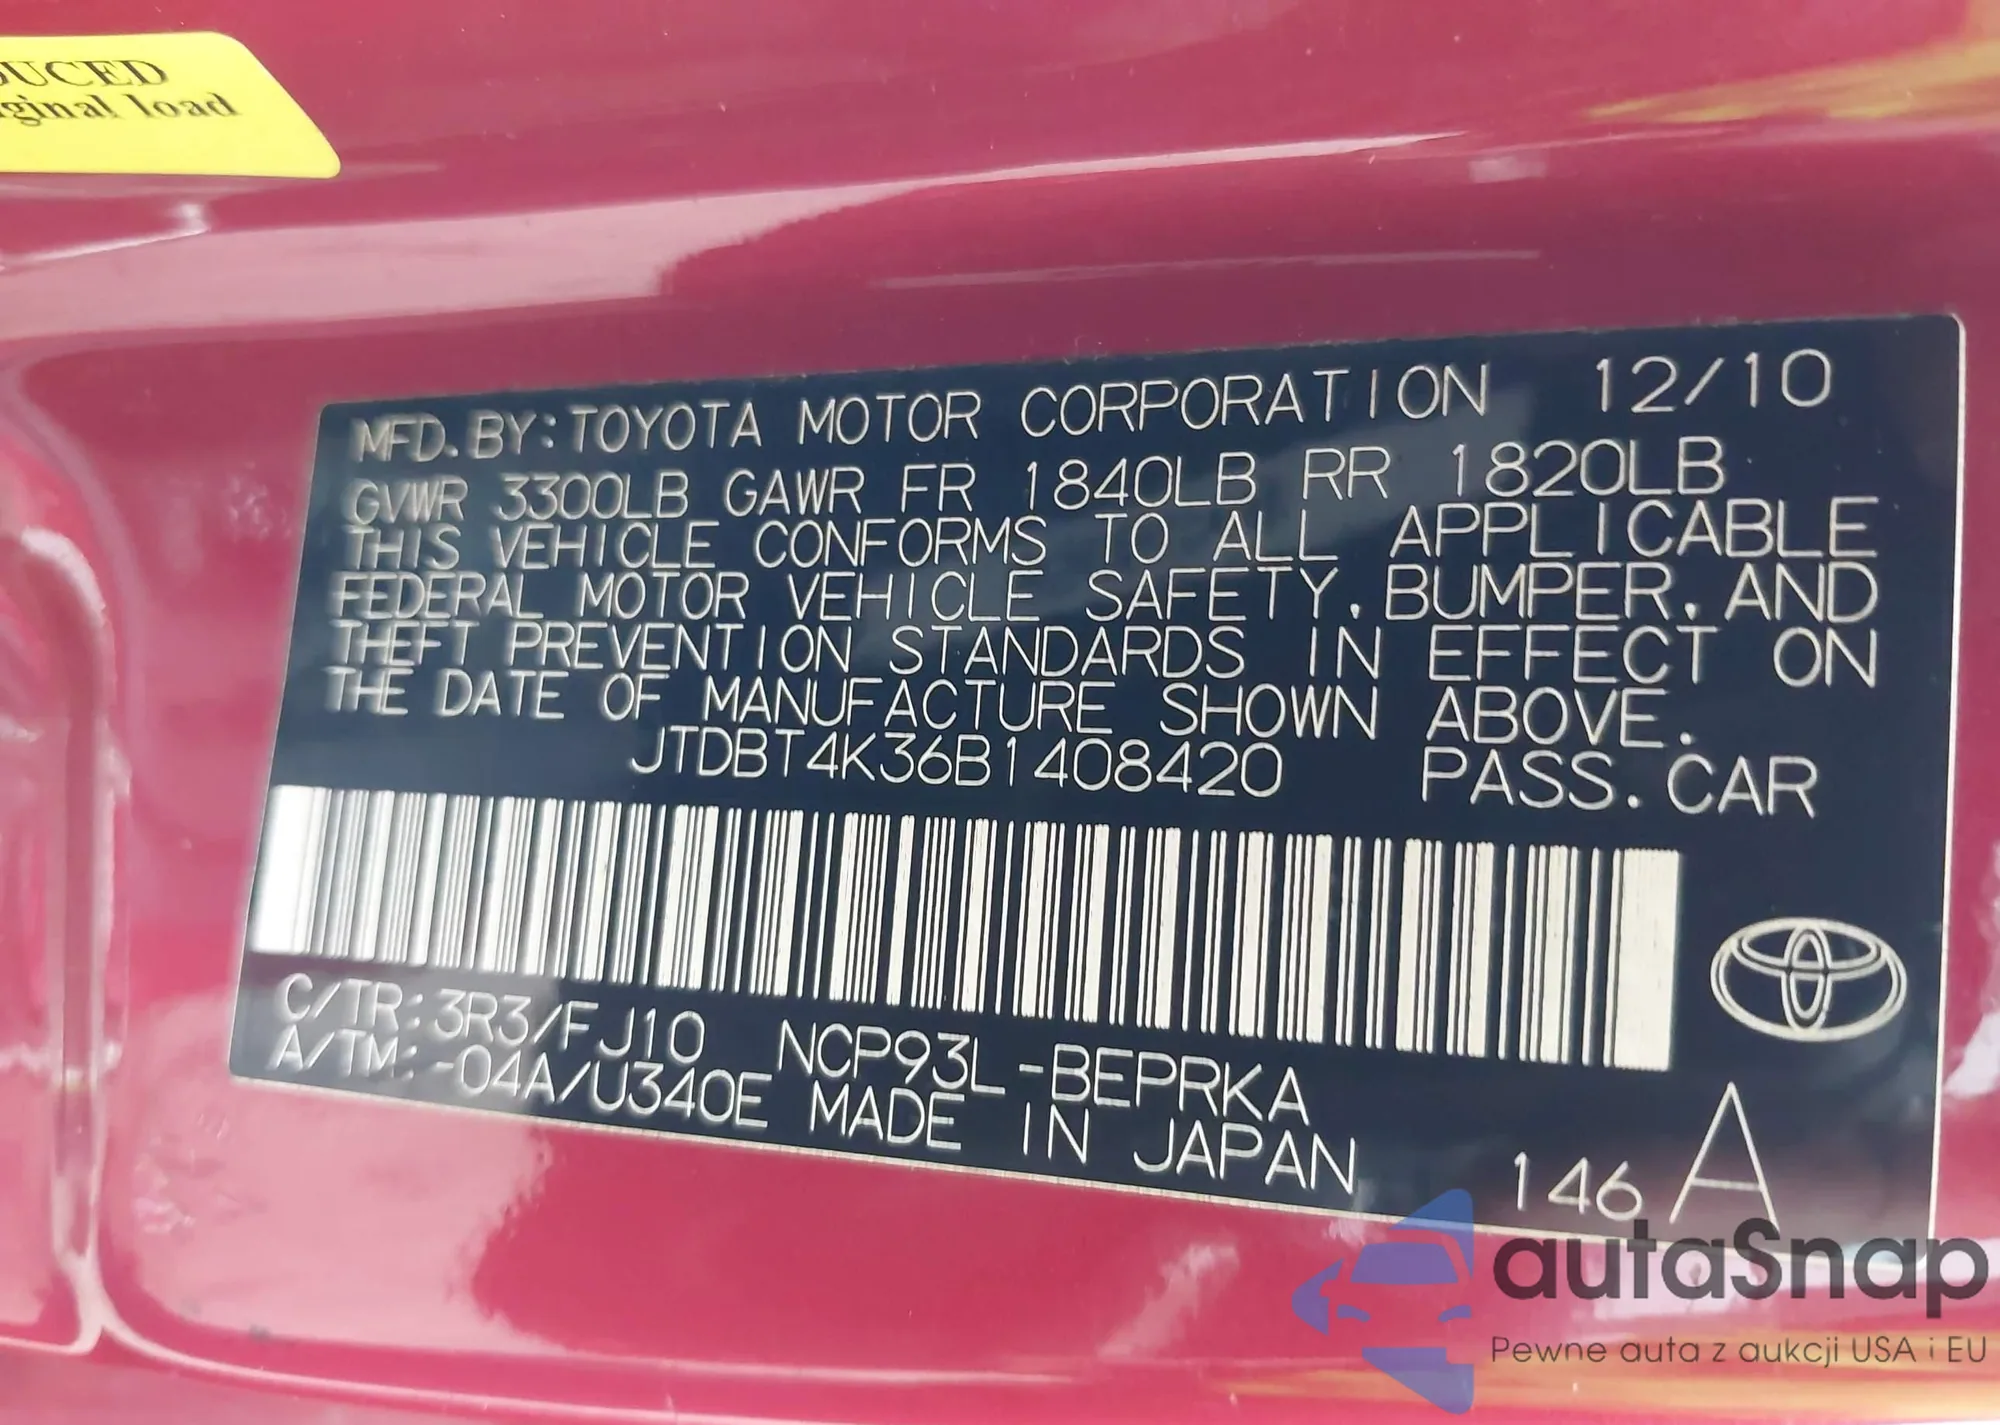 DUCED
ginal load
MFD. BY: TOYOTA MOTOR CORPORATION 12/10
GVWR 3300LB GAWR FR 1840LB RR 1820LB
THIS VEHICLE CONFORMS TO ALL APPLICABLE
FEDERAL MOTOR VEHICLE SAFETY, BUMPER, AND
THEFT PREVENTION STANDARDS IN EFFECT ON
THE DATE OF MANUFACTURE SHOWN ABOVE.
JTDBT4K36B1408420 PASS. CAR
C/TR: 3R3/FJ10 NCP93L-BEPRKA
A/TM: -04A/U340E MADE IN JAPAN
146 A
autaSnap
Pewne auta z aukcji USA i EU